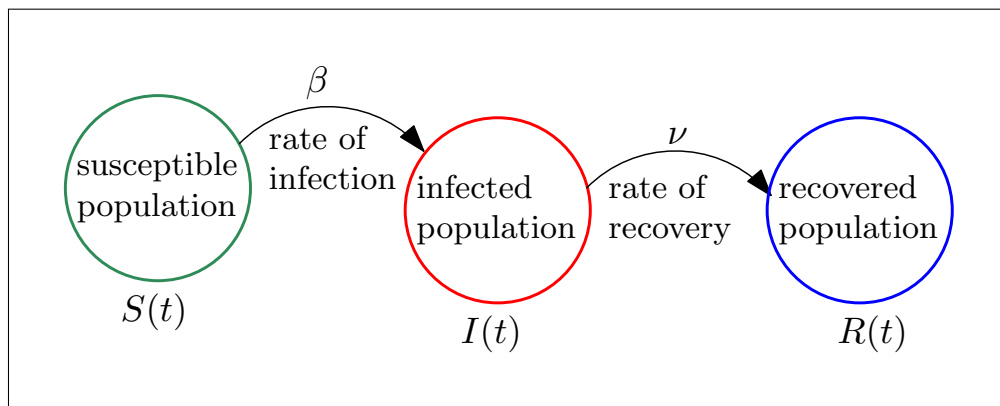 β
rate of
infection
susceptible
population
S(t)
ν
rate of
recovery
infected
population
I(t)
recovered
population
R(t)